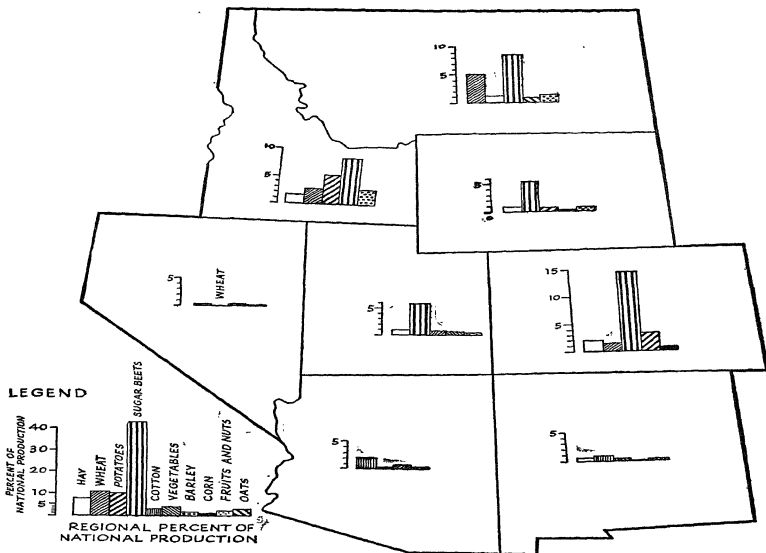 10
5
10
5
5
5
WHEAT
5
15
10
5
5
5
LEGEND
PERCENT OF
NATIONAL PRODUCTION
40
30
20
10
5
HAY
WHEAT
POTATOES
SUGAR BEETS
COTTON
VEGETABLES
BARLEY
CORN
FRUITS AND NUTS
OATS
REGIONAL PERCENT OF
NATIONAL PRODUCTION